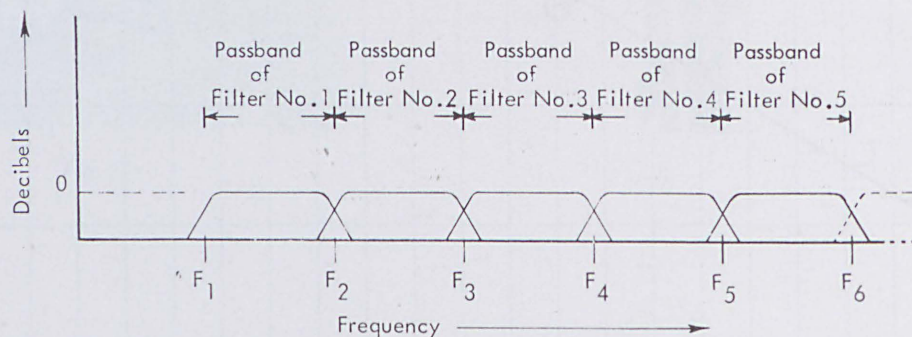 Passband of Filter No.1
Passband of Filter No.2
Passband of Filter No.3
Passband of Filter No.4
Passband of Filter No.5
Decibels
0
F1
F2
F3
F4
F5
F6
Frequency